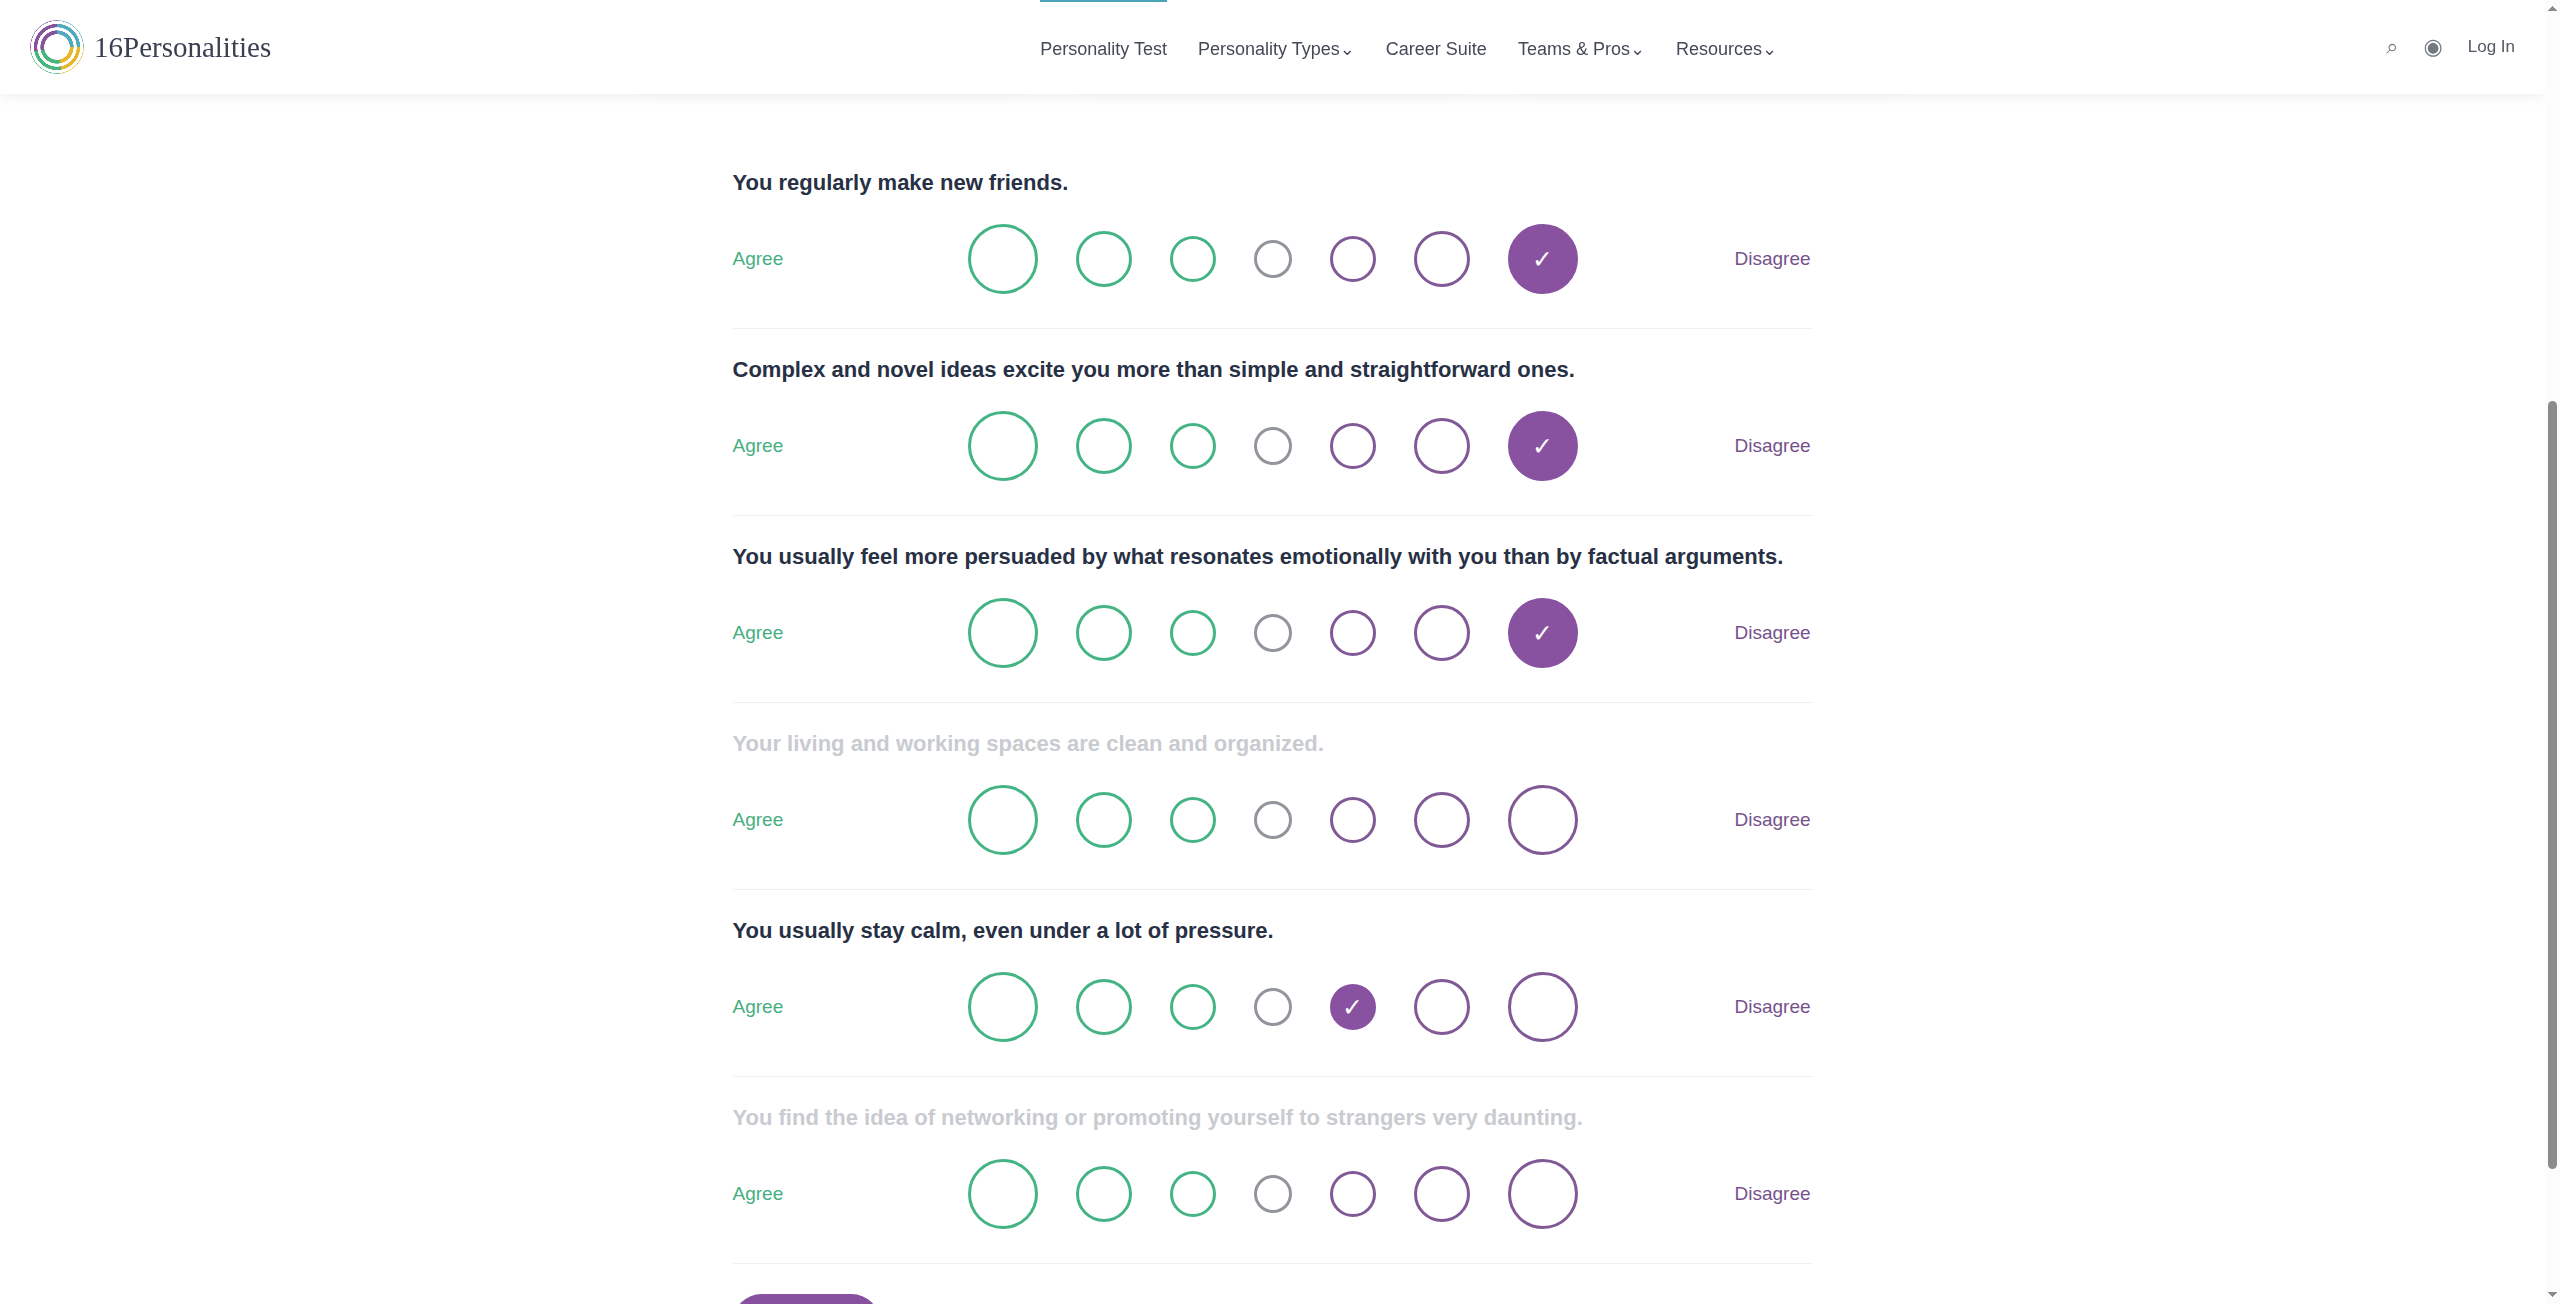 16Personalities
Personality Test Personality Types Career Suite Teams & Pros Resources
Log In
You regularly make new friends.
Agree Disagree
Complex and novel ideas excite you more than simple and straightforward ones.
Agree Disagree
You usually feel more persuaded by what resonates emotionally with you than by factual arguments.
Agree Disagree
Your living and working spaces are clean and organized.
Agree Disagree
You usually stay calm, even under a lot of pressure.
Agree Disagree
You find the idea of networking or promoting yourself to strangers very daunting.
Agree Disagree